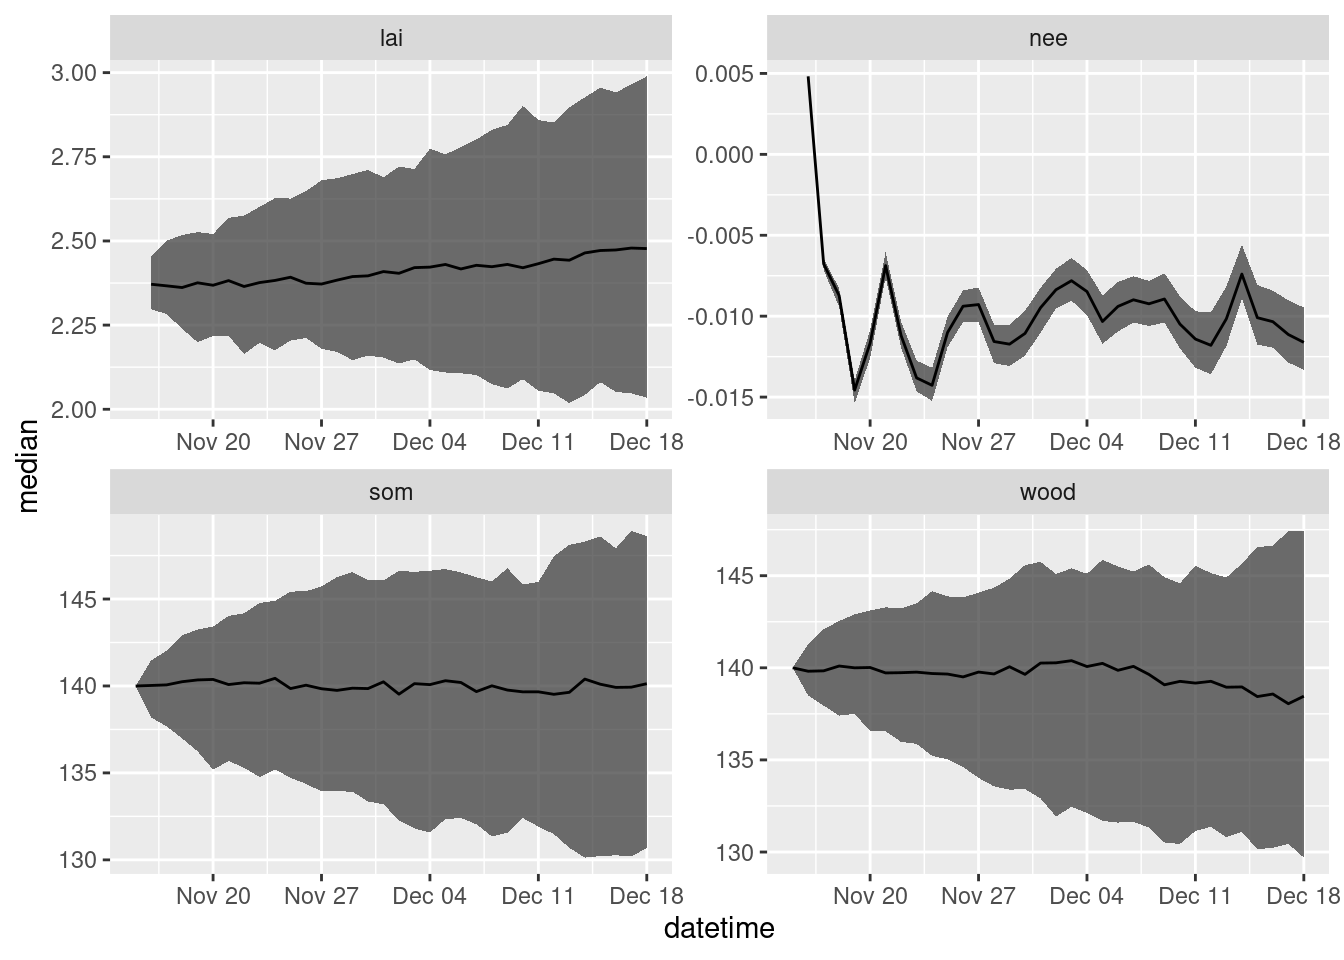 lai
nee
3.00
2.75
2.50
2.25
2.00
0.005
0.000
-0.005
-0.010
-0.015
Nov 20 Nov 27 Dec 04 Dec 11 Dec 18
Nov 20 Nov 27 Dec 04 Dec 11 Dec 18
median
som
wood
145
140
135
130
145
140
135
130
Nov 20 Nov 27 Dec 04 Dec 11 Dec 18
Nov 20 Nov 27 Dec 04 Dec 11 Dec 18
datetime